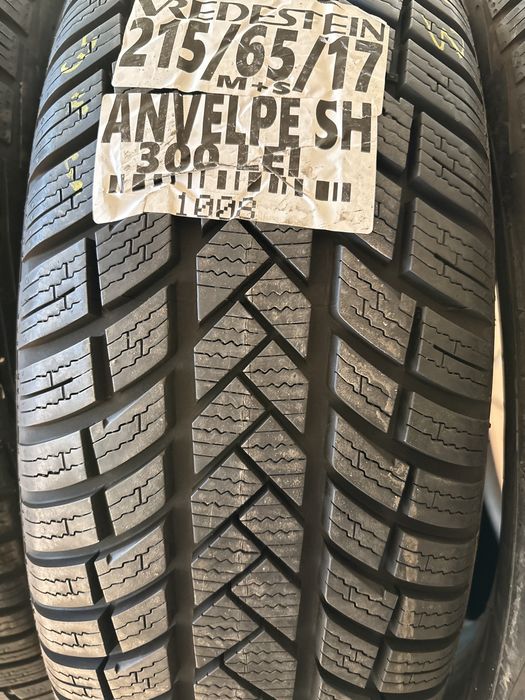 VREDESTEIN
215/65/17
M+S
ANVELPE SH
300 LEI
1008